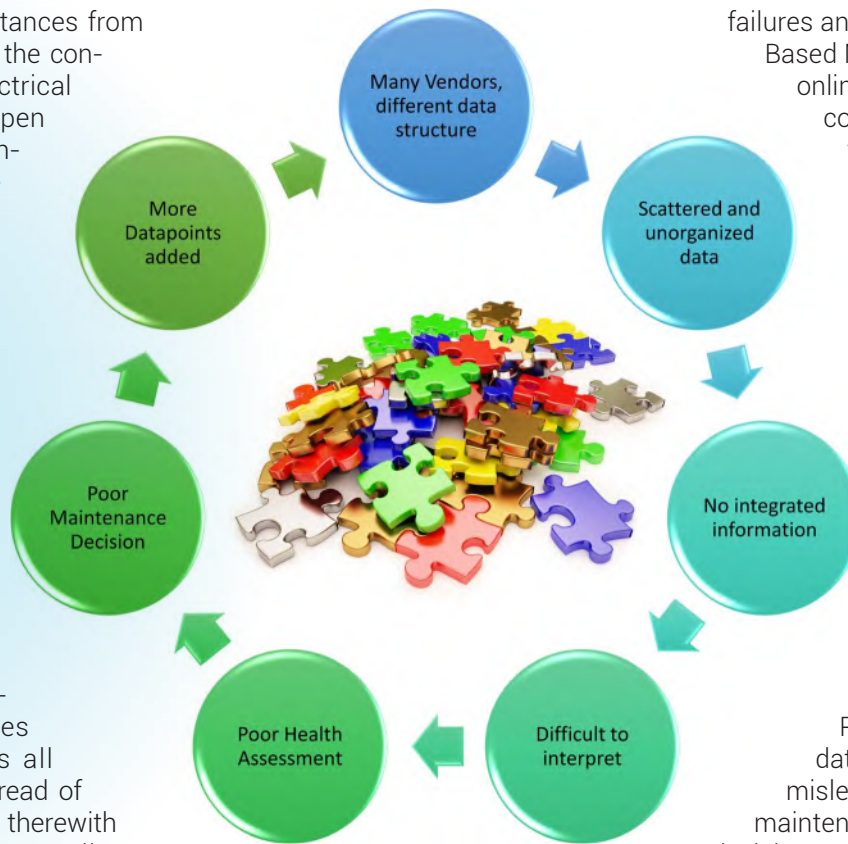 tances from
the con-
ctrical
pen
n-
failures an
Based
onlin
co
Many Vendors,
different data
structure
Scattered and
unorganized
data
No integrated
information
Difficult to
interpret
Poor Health
Assessment
Poor
Maintenance
Decision
More
Datapoints
added
-
es
s all
read of
therewith
dat
misle
mainten